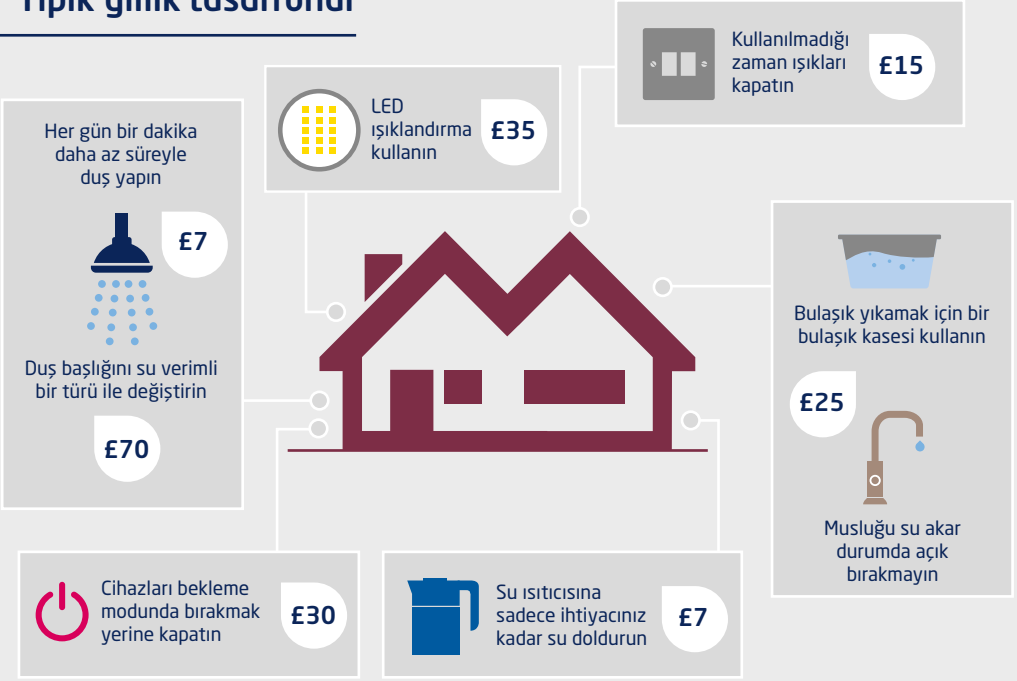 Tipik yıllık tasarruflar
Kullanılmadığı
zaman ışıkları
kapatın
£15
LED
ışıklandırma
kullanın
£35
Her gün bir dakika
daha az süreyle
duş yapın
£7
Duş başlığını su verimli
bir türü ile değiştirin
£70
Bulaşık yıkamak için bir
bulaşık kasesi kullanın
£25
Musluğu su akar
durumda açık
bırakmayın
Cihazları bekleme
modunda bırakmak
yerine kapatın
£30
Su ısıtıcısına
sadece ihtiyacınız
kadar su doldurun
£7